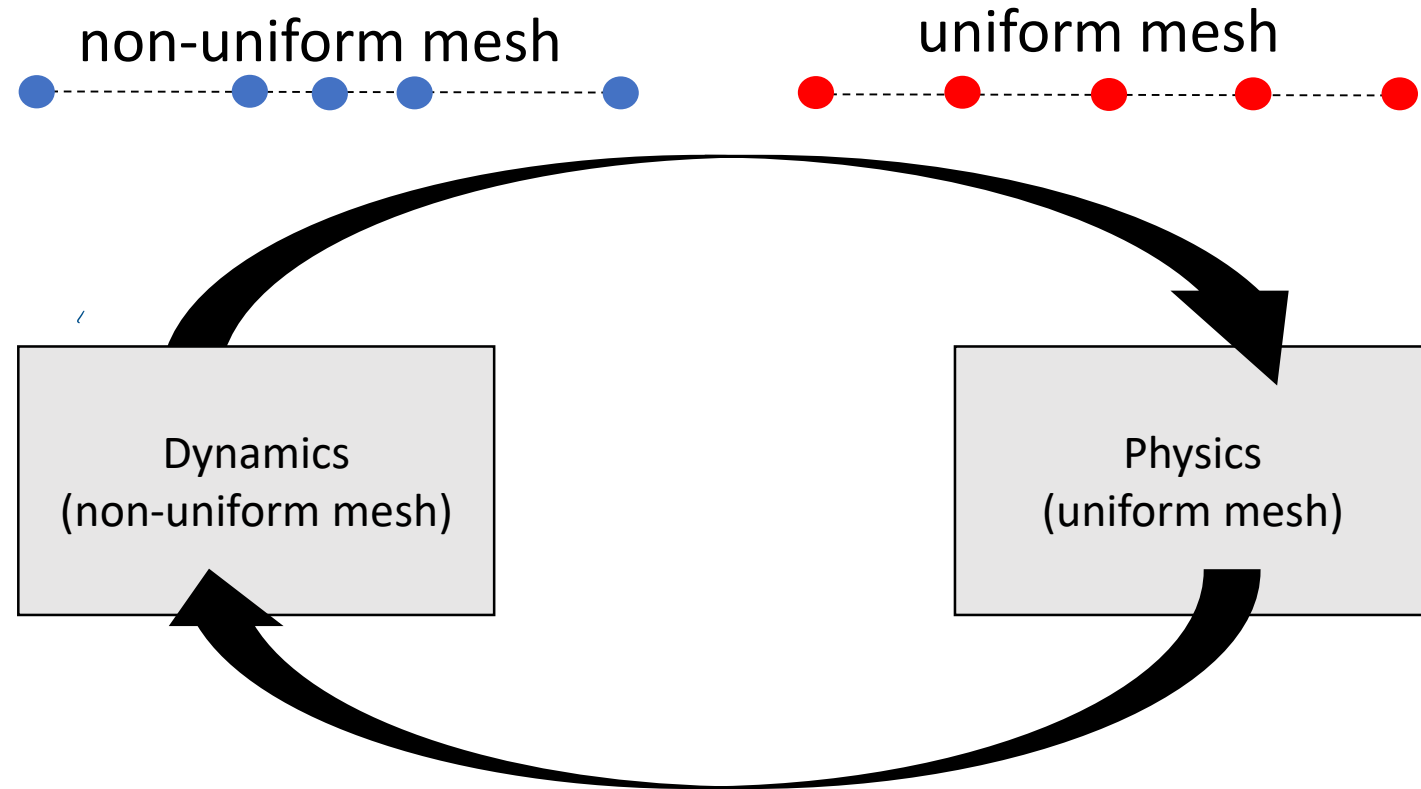 non-uniform mesh
uniform mesh
Dynamics
(non-uniform mesh)
Physics
(uniform mesh)